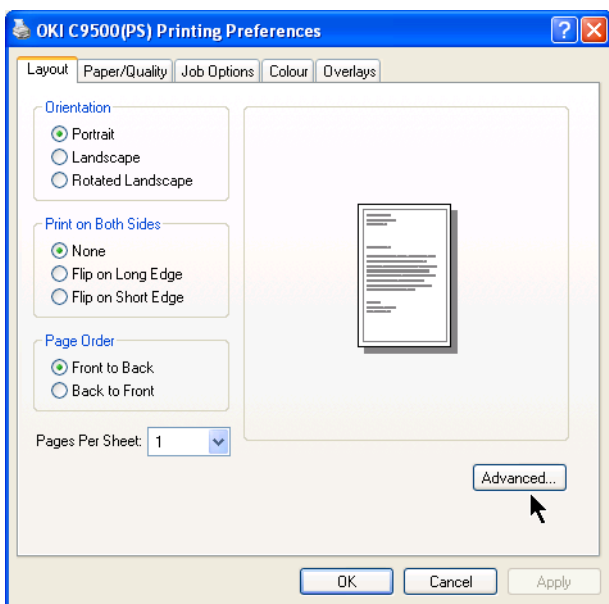 OKI C9500(PS) Printing Preferences
Layout Paper/Quality Job Options Colour Overlays
Orientation
Portrait
Landscape
Rotated Landscape
Print on Both Sides
None
Flip on Long Edge
Flip on Short Edge
Page Order
Front to Back
Back to Front
Pages Per Sheet: 1
Advanced...
OK Cancel Apply